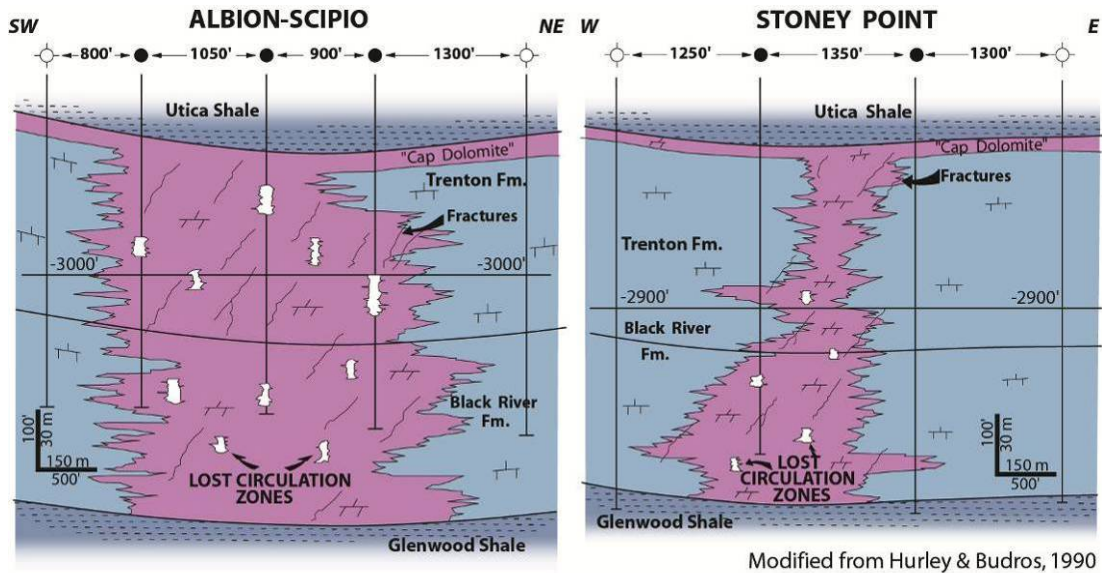 ALBION-SCIPIO
SW
NE
800'
1050'
900'
1300'
Utica Shale
"Cap Dolomite"
Trenton Fm.
Fractures
-3000'
-3000'
Black River
Fm.
100'
30 m
150 m
500'
LOST CIRCULATION
ZONES
Glenwood Shale
STONEY POINT
W
E
1250'
1350'
1300'
Utica Shale
"Cap Dolomite"
Fractures
Trenton Fm.
-2900'
-2900'
Black River
Fm.
100'
30 m
150 m
500'
LOST
CIRCULATION
ZONES
Glenwood Shale
Modified from Hurley & Budros, 1990